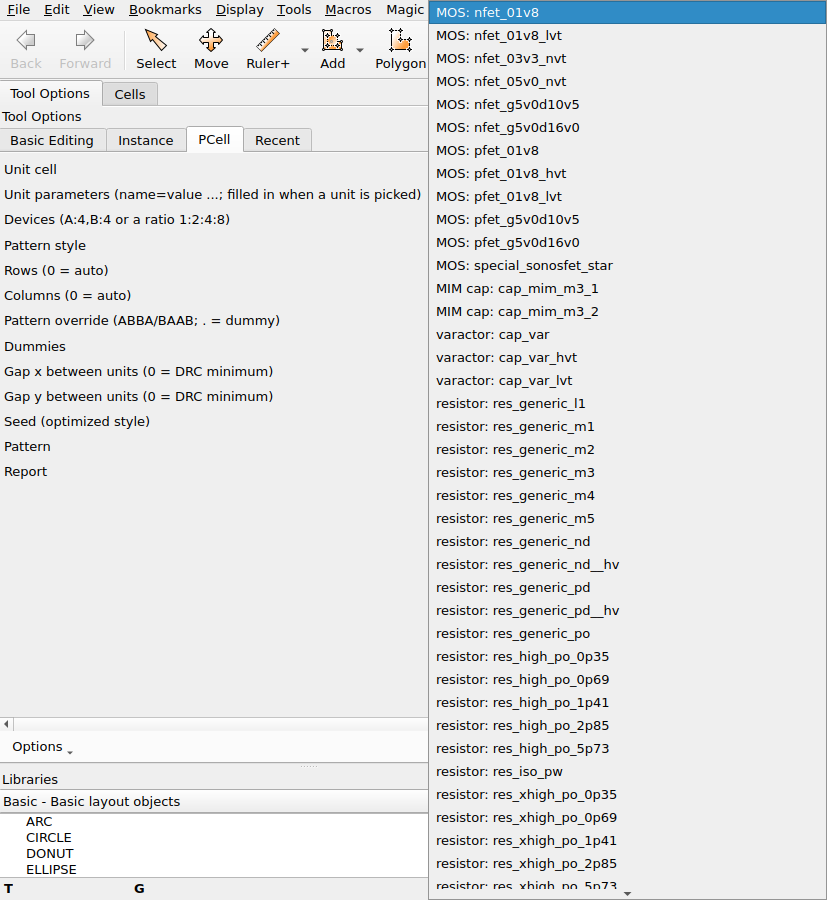 File Edit View Bookmarks Display Tools Macros Magic
Back Forward Select Move Ruler+ Add Polygon
Tool Options Cells
Tool Options
Basic Editing Instance PCell Recent
Unit cell
Unit parameters (name=value ...; filled in when a unit is picked)
Devices (A:4,B:4 or a ratio 1:2:4:8)
Pattern style
Rows (0 = auto)
Columns (0 = auto)
Pattern override (ABBA/BAAB; . = dummy)
Dummies
Gap x between units (0 = DRC minimum)
Gap y between units (0 = DRC minimum)
Seed (optimized style)
Pattern
Report
Options
Libraries
Basic - Basic layout objects
ARC
CIRCLE
DONUT
ELLIPSE
T G
MOS: nfet_01v8
MOS: nfet_01v8_lvt
MOS: nfet_03v3_nvt
MOS: nfet_05v0_nvt
MOS: nfet_g5v0d10v5
MOS: nfet_g5v0d16v0
MOS: pfet_01v8
MOS: pfet_01v8_hvt
MOS: pfet_01v8_lvt
MOS: pfet_g5v0d10v5
MOS: pfet_g5v0d16v0
MOS: special_sonosfet_star
MIM cap: cap_mim_m3_1
MIM cap: cap_mim_m3_2
varactor: cap_var
varactor: cap_var_hvt
varactor: cap_var_lvt
resistor: res_generic_l1
resistor: res_generic_m1
resistor: res_generic_m2
resistor: res_generic_m3
resistor: res_generic_m4
resistor: res_generic_m5
resistor: res_generic_nd
resistor: res_generic_nd__hv
resistor: res_generic_pd
resistor: res_generic_pd__hv
resistor: res_generic_po
resistor: res_high_po_0p35
resistor: res_high_po_0p69
resistor: res_high_po_1p41
resistor: res_high_po_2p85
resistor: res_high_po_5p73
resistor: res_iso_pw
resistor: res_xhigh_po_0p35
resistor: res_xhigh_po_0p69
resistor: res_xhigh_po_1p41
resistor: res_xhigh_po_2p85
resistor: res_xhigh_po_5p73